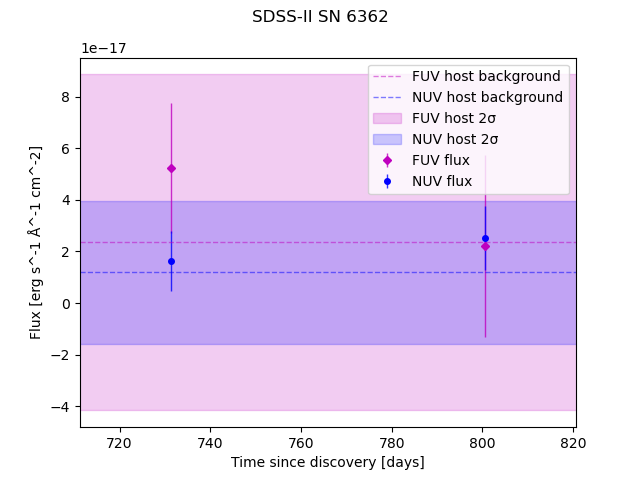 SDSS-II SN 6362
1e−17
FUV host background
NUV host background
FUV host 2σ
NUV host 2σ
FUV flux
NUV flux
8
6
4
2
0
−2
−4
Flux [erg s^-1 Å^-1 cm^-2]
720 740 760 780 800 820
Time since discovery [days]